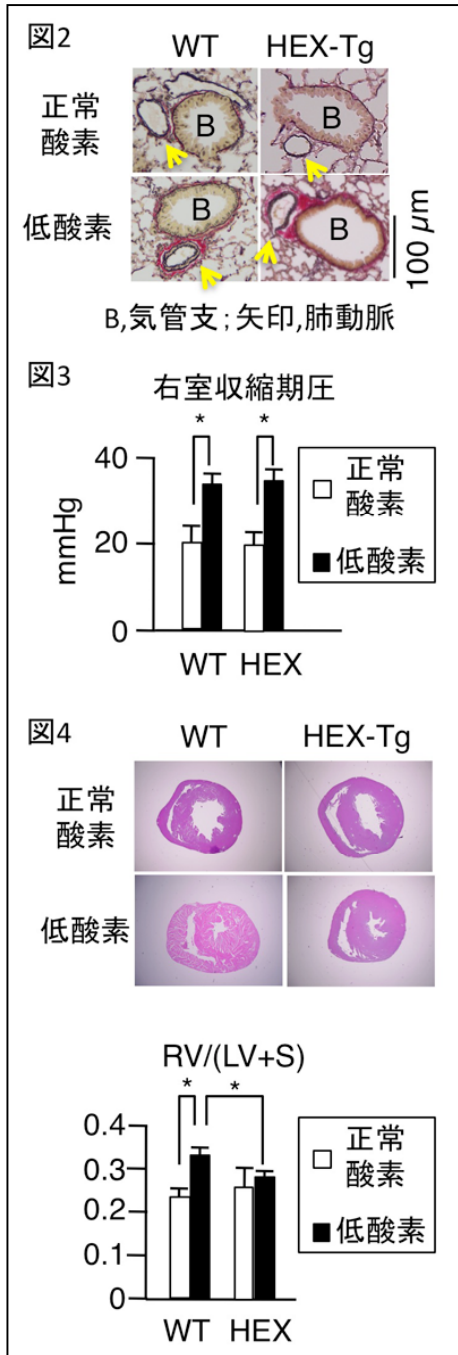 図2
WT HEX-Tg
正常
酸素
B B
低酸素
B B
100 μm
B,気管支;矢印,肺動脈
図3
右室収縮期圧
* *
40
20
0
mmHg
正常
酸素
低酸素
WT HEX
図4
WT HEX-Tg
正常
酸素
低酸素
RV/(LV+S)
* *
0.4
0.3
0.2
0.1
0
正常
酸素
低酸素
WT HEX